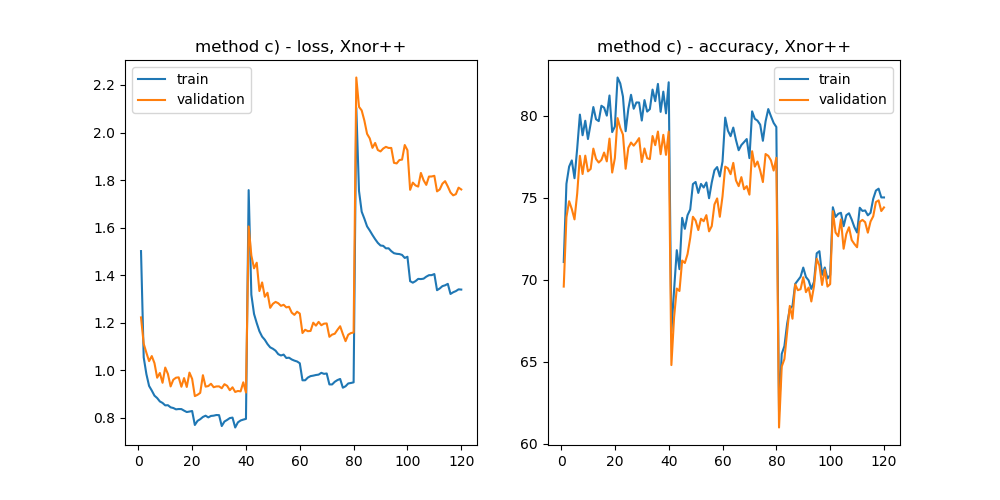 method c) - loss, Xnor++
train
validation
2.2
2.0
1.8
1.6
1.4
1.2
1.0
0.8
0 20 40 60 80 100 120
method c) - accuracy, Xnor++
train
validation
80
75
70
65
60
0 20 40 60 80 100 120